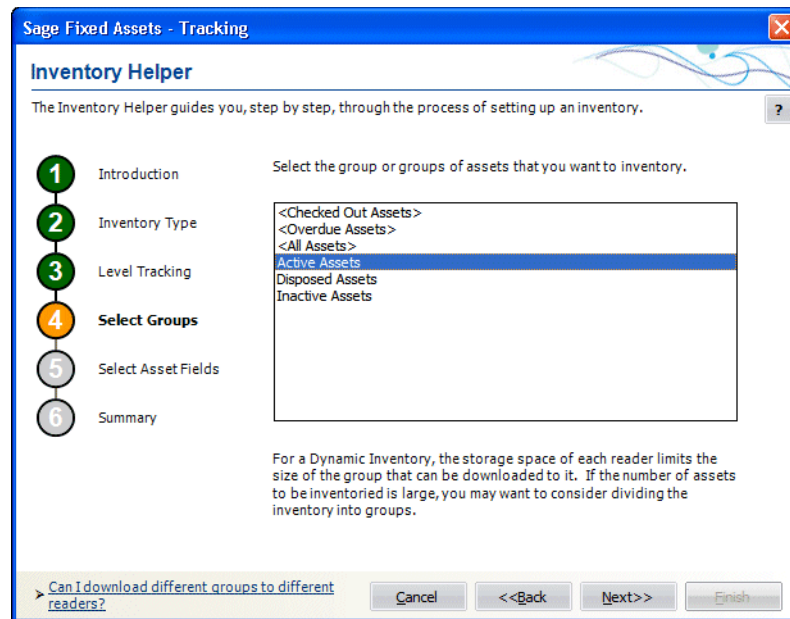 Sage Fixed Assets - Tracking
Inventory Helper
The Inventory Helper guides you, step by step, through the process of setting up an inventory.
?
1 Introduction
2 Inventory Type
3 Level Tracking
4 Select Groups
5 Select Asset Fields
6 Summary
Select the group or groups of assets that you want to inventory.
<Checked Out Assets>
<Overdue Assets>
<All Assets>
Active Assets
Disposed Assets
Inactive Assets
For a Dynamic Inventory, the storage space of each reader limits the
size of the group that can be downloaded to it.  If the number of assets
to be inventoried is large, you may want to consider dividing the
inventory into groups.
Can I download different groups to different
readers?
Cancel
<<Back
Next>>
Finish